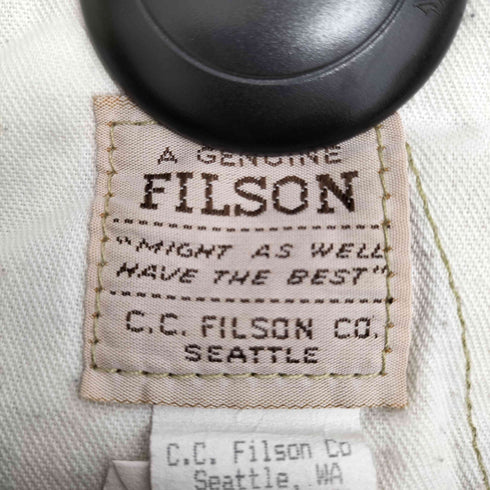 A GENUINE
FILSON
"MIGHT AS WELL
HAVE THE BEST"
C.C. FILSON CO.
SEATTLE
C.C. Filson Co
Seattle, WA